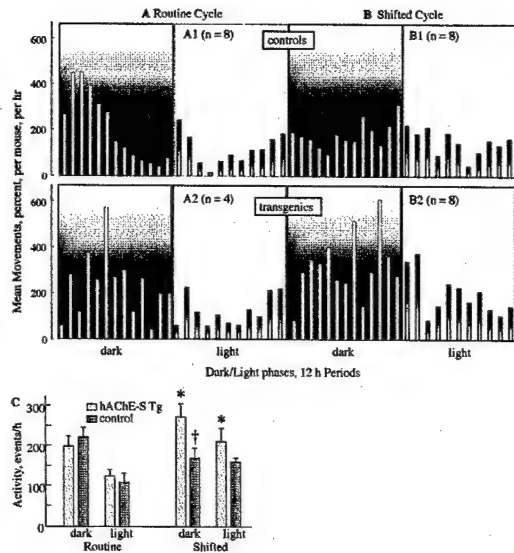 A Routine Cycle B Shifted Cycle
A1 (n = 8) controls B1 (n = 8)
600
400
200
0
A2 (n = 4) transgenics B2 (n = 8)
600
400
200
0
Mean Movements, percent, per mouse, per hr
dark light dark light
Dark/Light phases, 12 h Periods
C
hAChE-S Tg
control
300
200
100
0
Activity, events/h
* † *
dark light dark light
Routine Shifted